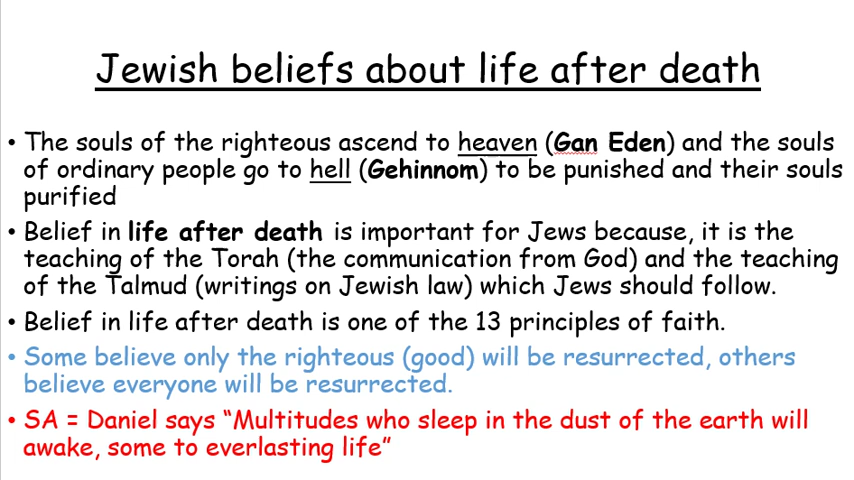 Jewish beliefs about life after death
• The souls of the righteous ascend to heaven (Gan Eden) and the souls
of ordinary people go to hell (Gehinnom) to be punished and their souls
purified
• Belief in life after death is important for Jews because, it is the
teaching of the Torah (the communication from God) and the teaching
of the Talmud (writings on Jewish law) which Jews should follow.
• Belief in life after death is one of the 13 principles of faith.
• Some believe only the righteous (good) will be resurrected, others
believe everyone will be resurrected.
• SA = Daniel says “Multitudes who sleep in the dust of the earth will
awake, some to everlasting life”